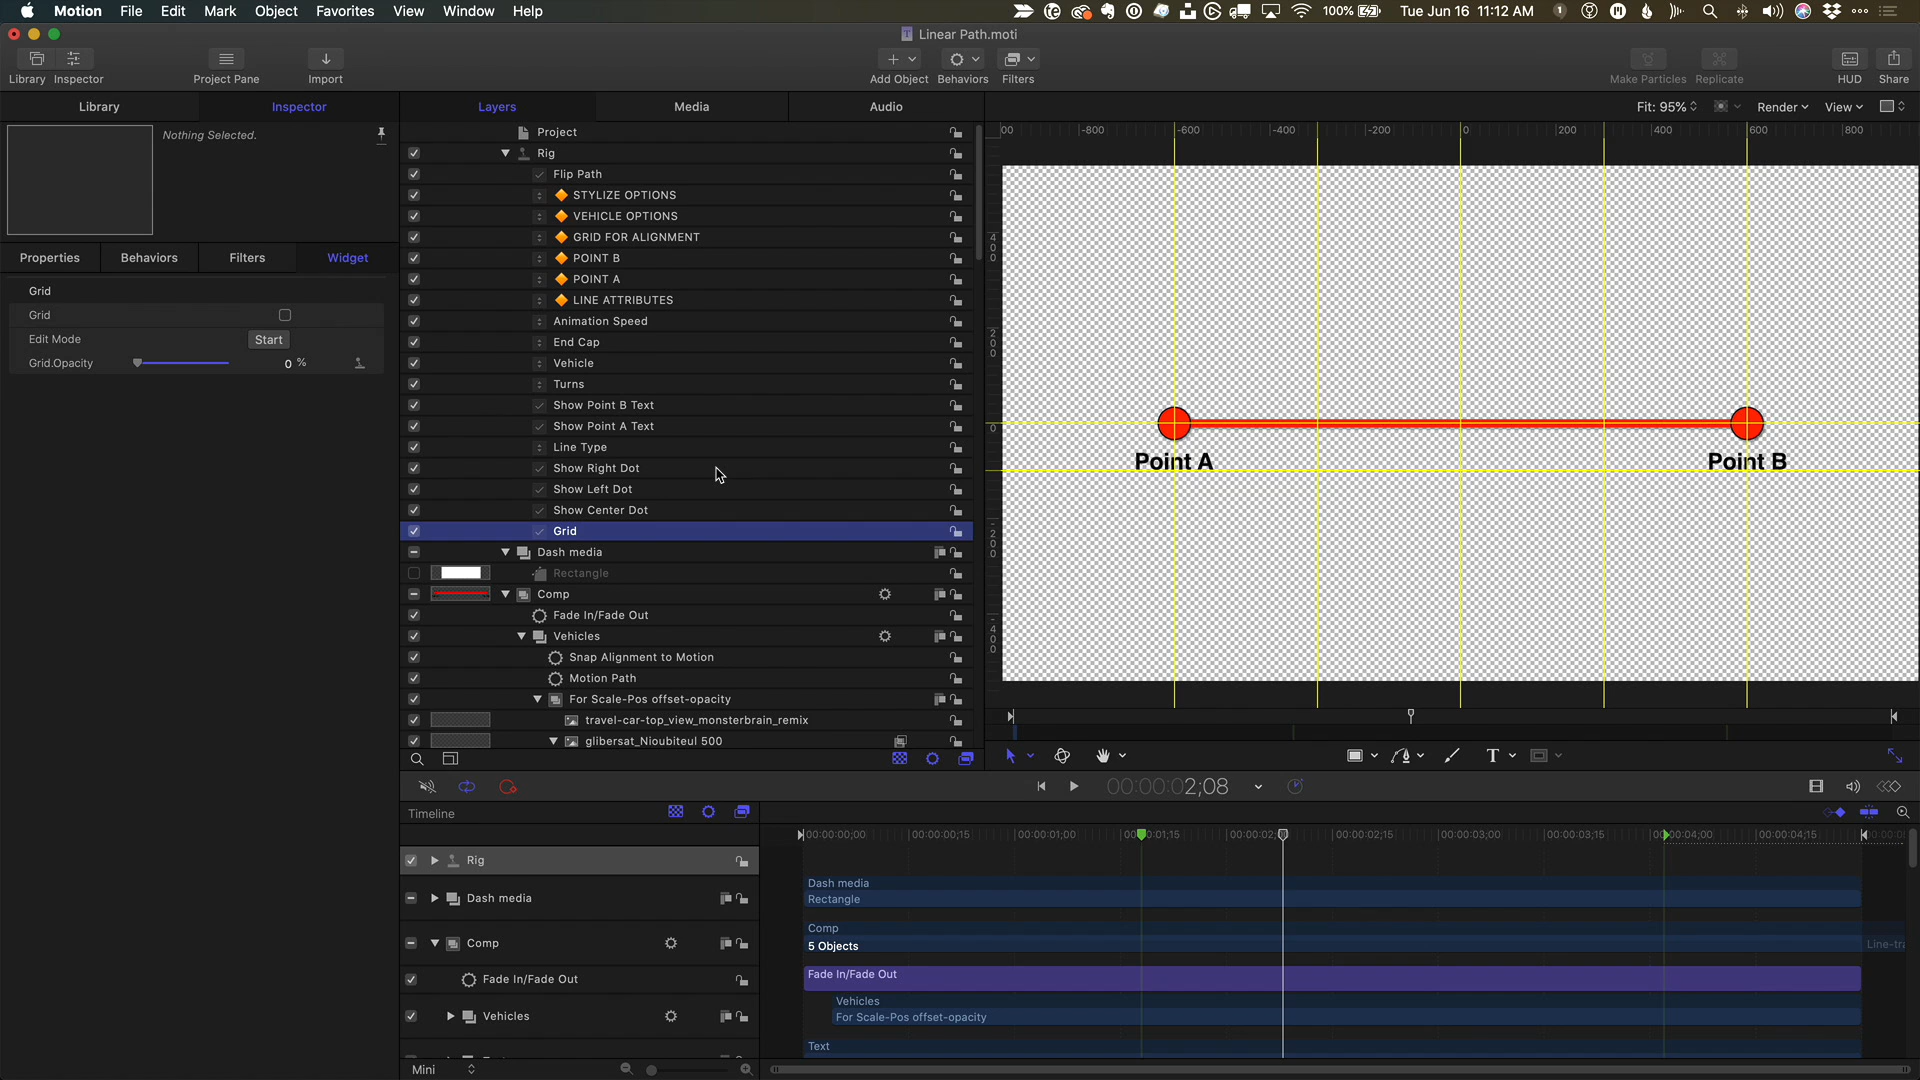 Motion File Edit Mark Object Favorites View Window Help
100% Tue Jun 16 11:12 AM
Linear Path.moti
Library Inspector Project Pane Import Add Object Behaviors Filters Make Particles Replicate HUD Share
Library Inspector Layers Media Audio
Fit: 95% Render View
Nothing Selected.
00 -800 -600 -400 -200 0 200 400 600 800
Properties Behaviors Filters Widget
Grid
Grid
Edit Mode Start
Grid.Opacity 0 %
Project
Rig
Flip Path
STYLIZE OPTIONS
VEHICLE OPTIONS
GRID FOR ALIGNMENT
POINT B
POINT A
LINE ATTRIBUTES
Animation Speed
End Cap
Vehicle
Turns
Show Point B Text
Show Point A Text
Line Type
Show Right Dot
Show Left Dot
Show Center Dot
Grid
Dash media
Rectangle
Comp
Fade In/Fade Out
Vehicles
Snap Alignment to Motion
Motion Path
For Scale-Pos offset-opacity
travel-car-top_view_monsterbrain_remix
glibersat_Nioubiteul 500
400
200
0
-200
-400
Point A
Point B
T
00:00:00:02;08
Timeline
00:00:00;00 00:00:00;15 00:00:01;00 00:00:01;15 00:00:02;15 00:00:03;00 00:00:03;15 00:00:04;00 00:00:04;15
Rig
Dash media
Comp
Fade In/Fade Out
Vehicles
Mini
Dash media
Rectangle
Comp
5 Objects
Line-tra
Fade In/Fade Out
Vehicles
For Scale-Pos offset-opacity
Text